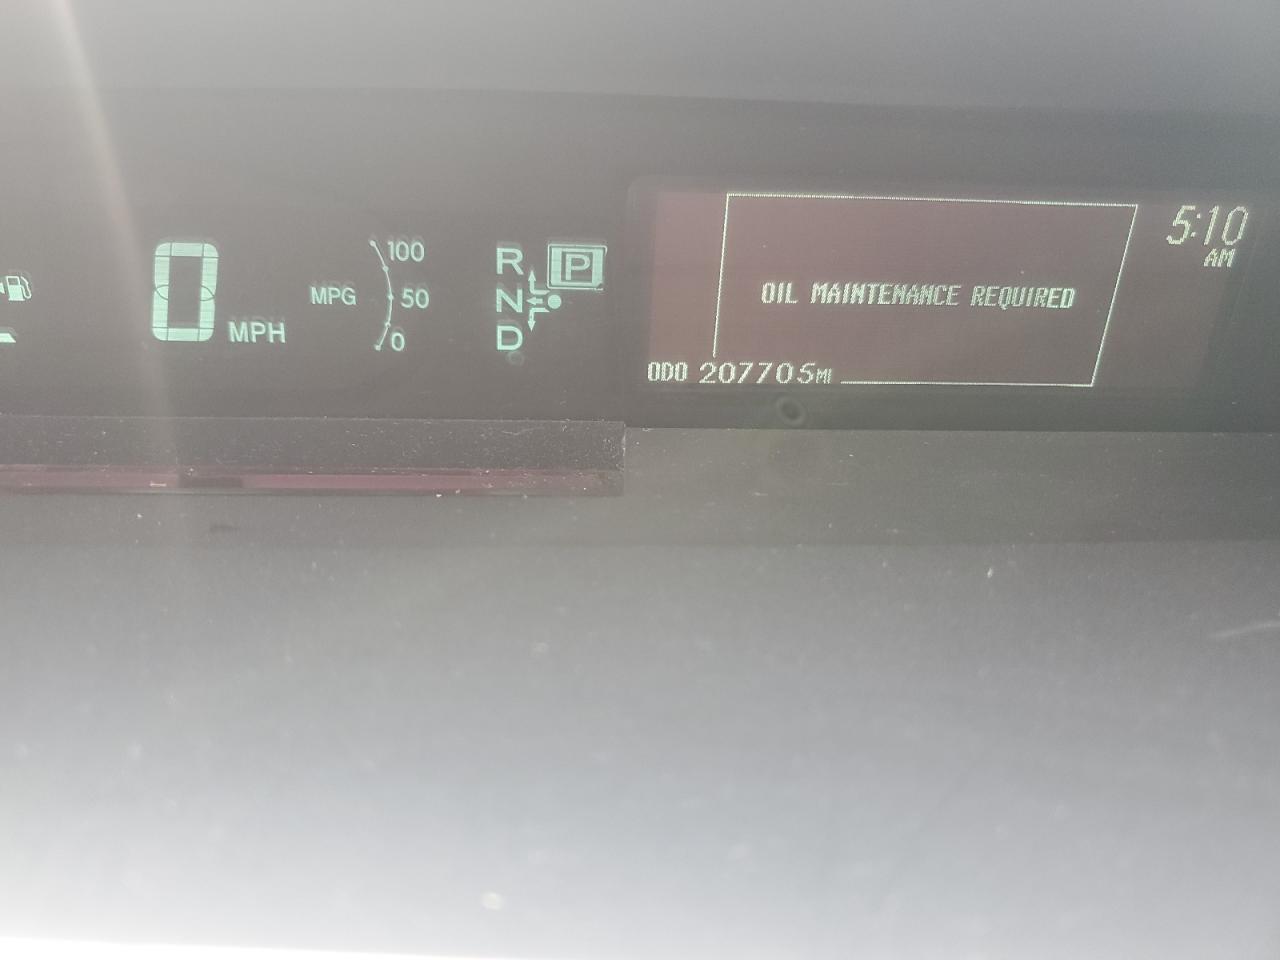 0 MPH
MPG
100
50
0
R
N
D
P
OIL MAINTENANCE REQUIRED
5:10
AM
ODO 207705MI